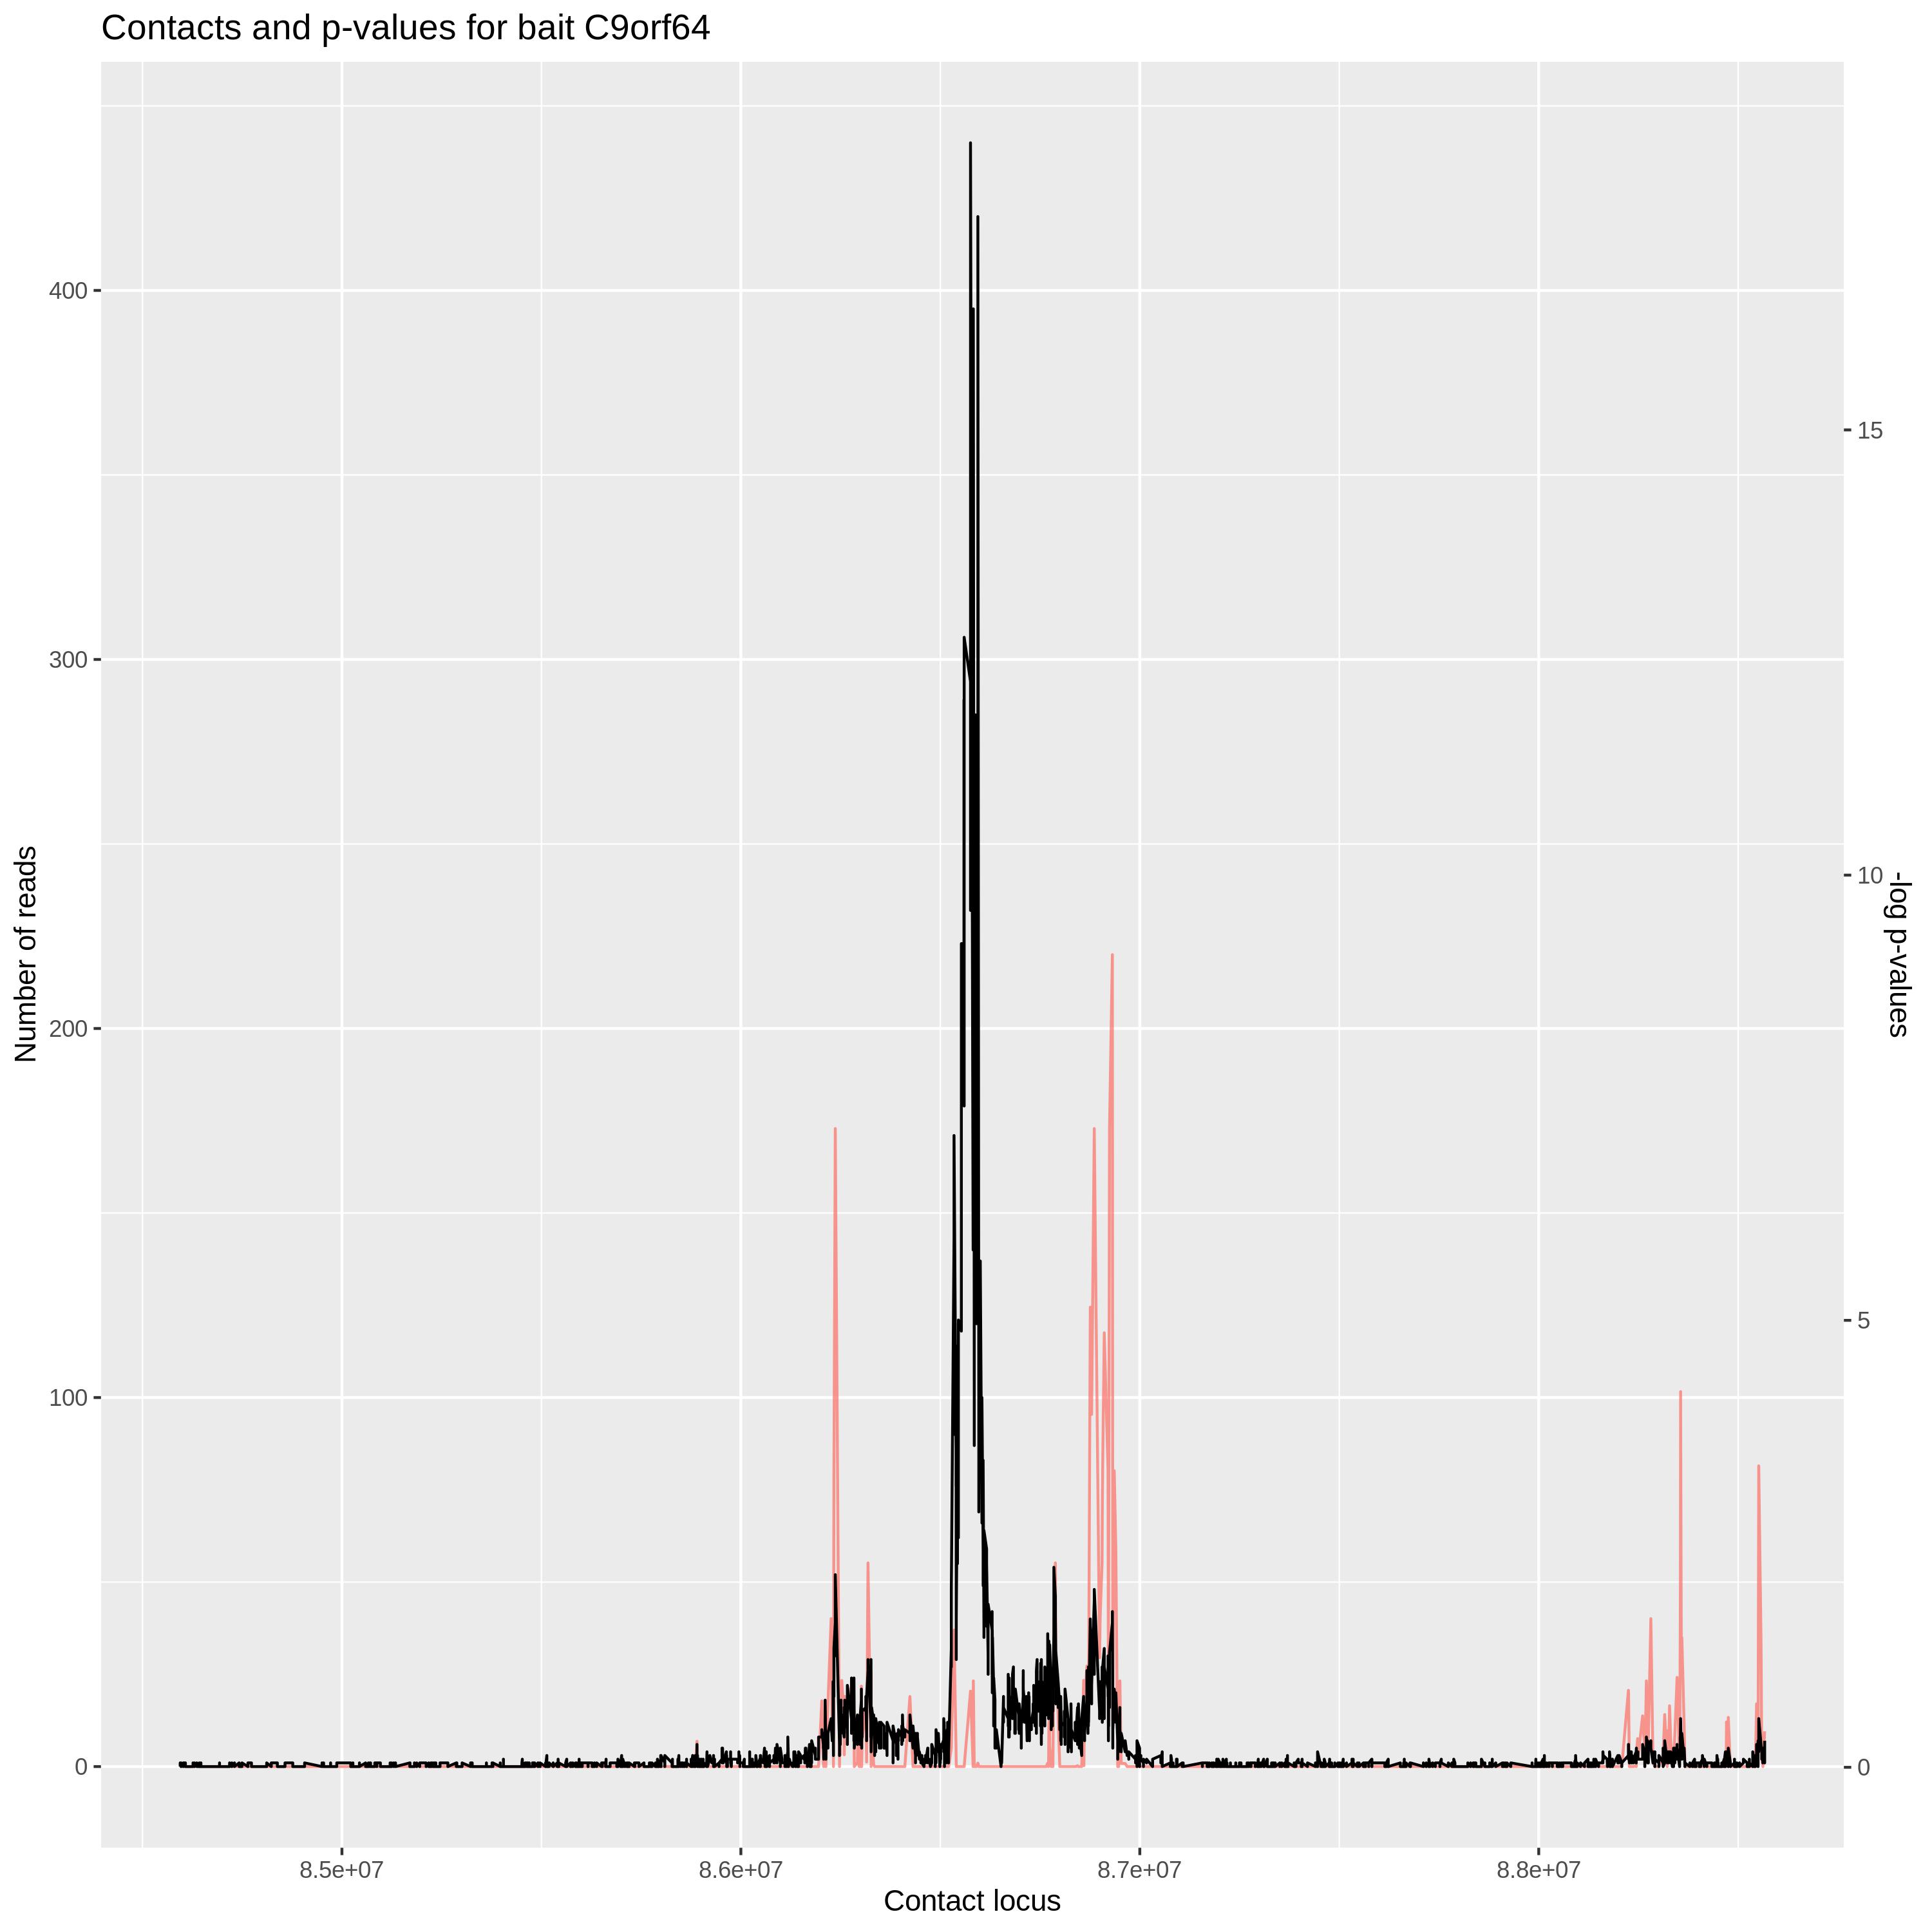 Contacts and p-values for bait C9orf64
400
300
200
100
0
Number of reads
15
10
5
0
-log p-values
8.5e+07
8.6e+07
8.7e+07
8.8e+07
Contact locus